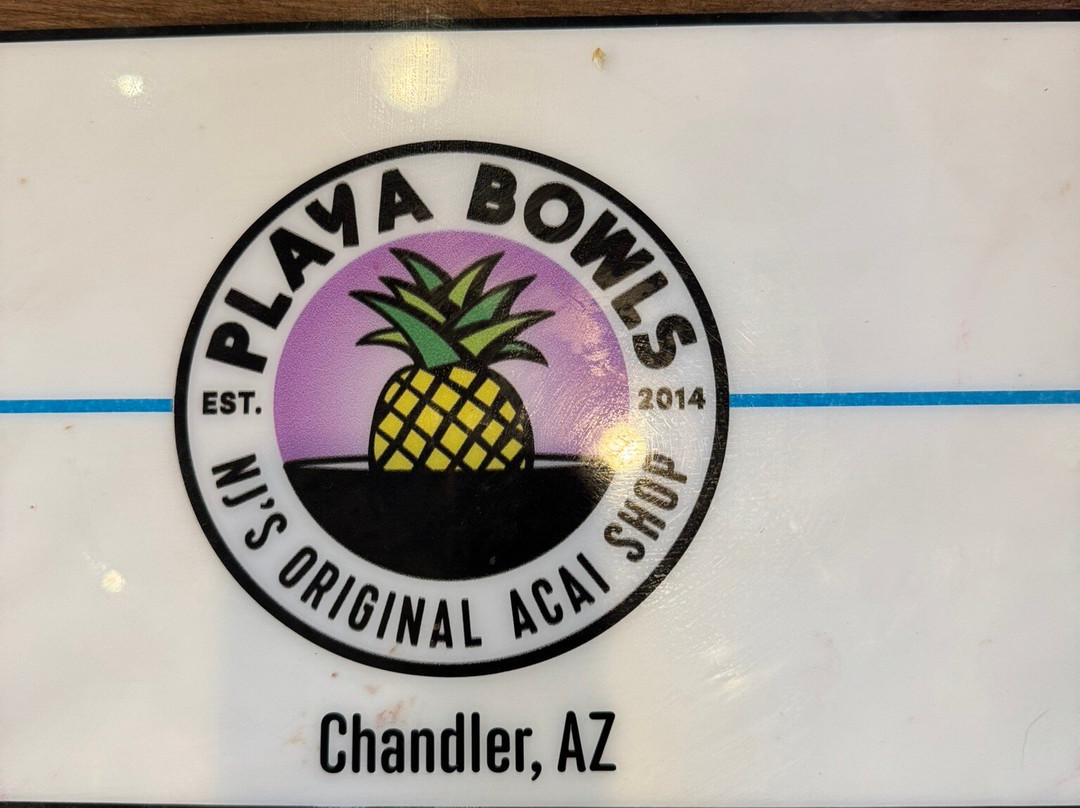 PLAYA BOWLS
EST. 2014
NJ'S ORIGINAL ACAI SHOP
Chandler, AZ